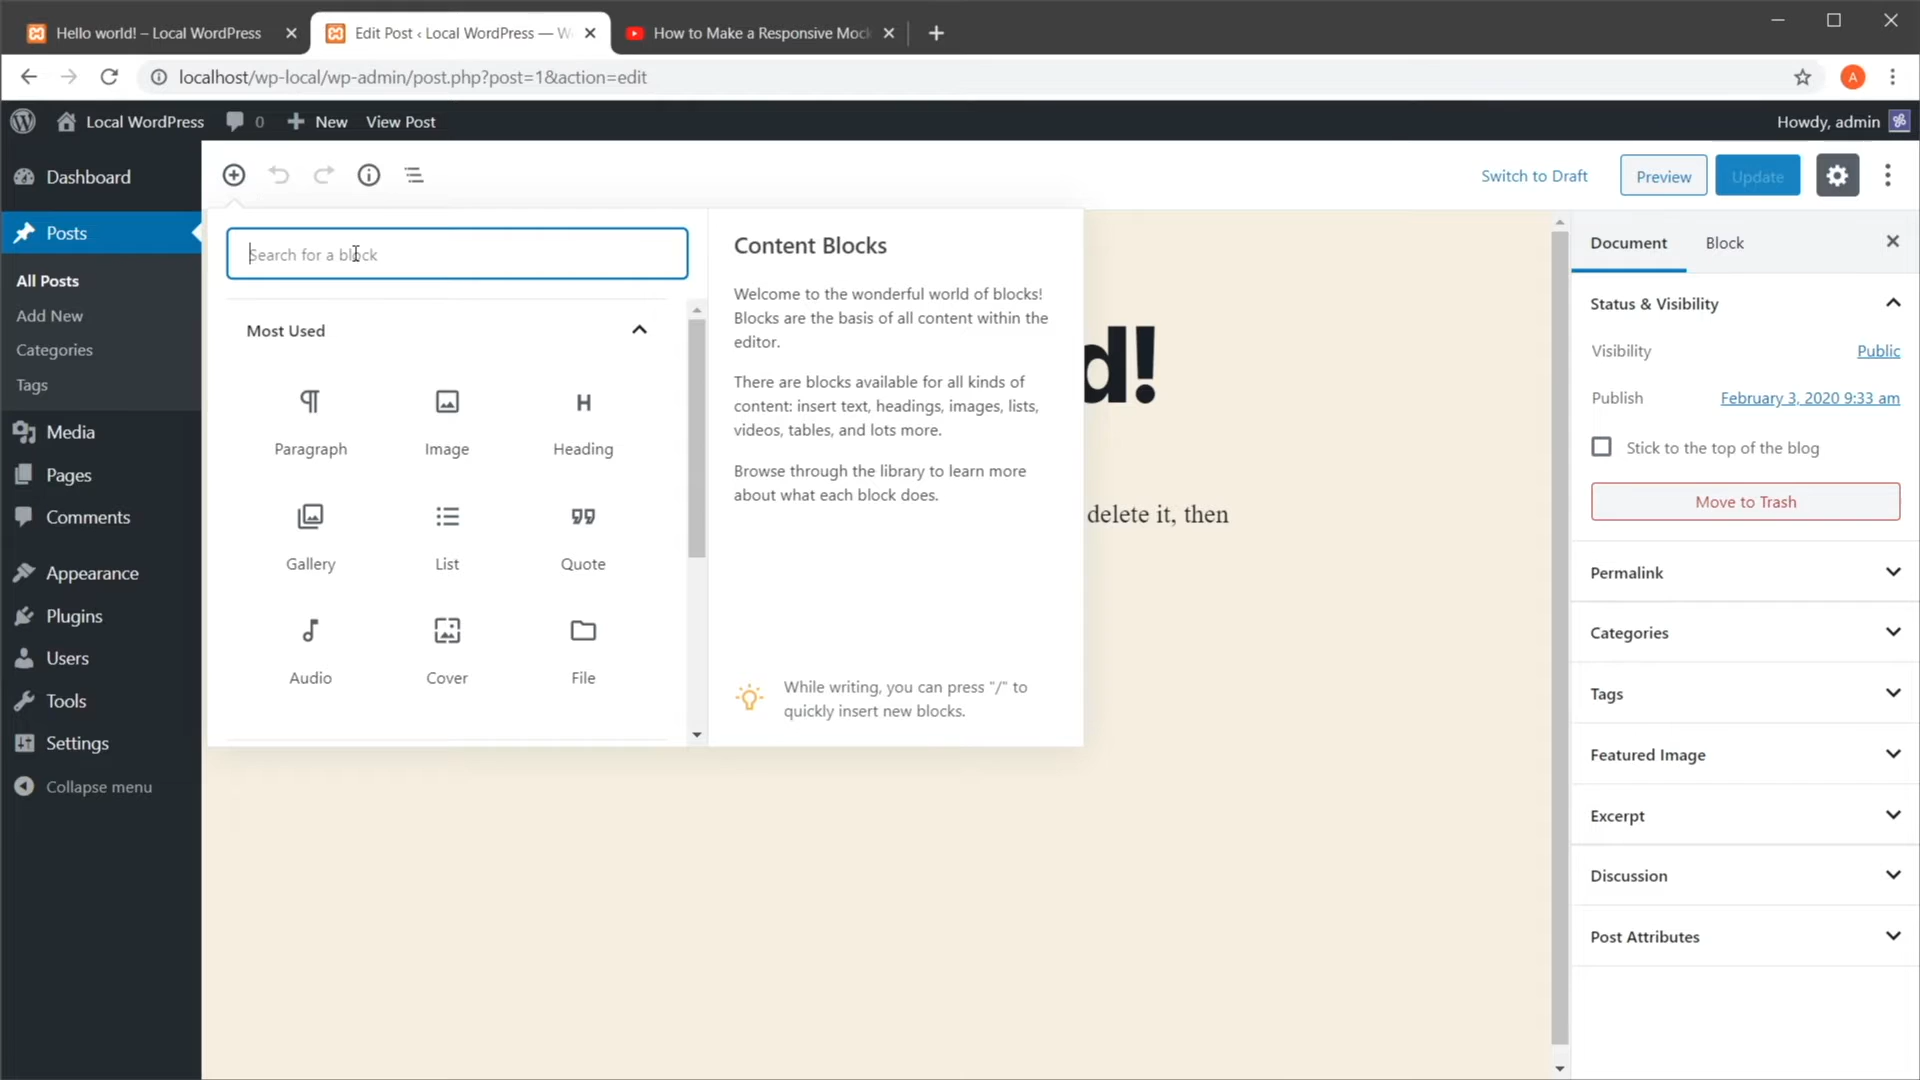 Hello world! – Local WordPress
Edit Post ‹ Local WordPress — W
How to Make a Responsive Mock
localhost/wp-local/wp-admin/post.php?post=1&action=edit
A
Local WordPress
0
New
View Post
Howdy, admin
Dashboard
Posts
All Posts
Add New
Categories
Tags
Media
Pages
Comments
Appearance
Plugins
Users
Tools
Settings
Collapse menu
Switch to Draft
Preview
Update
Search for a block
Most Used
Paragraph
Image
Heading
Gallery
List
Quote
Audio
Cover
File
Content Blocks
Welcome to the wonderful world of blocks!
Blocks are the basis of all content within the
editor.
There are blocks available for all kinds of
content: insert text, headings, images, lists,
videos, tables, and lots more.
Browse through the library to learn more
about what each block does.
While writing, you can press "/" to
quickly insert new blocks.
d!
delete it, then
Document
Block
Status & Visibility
Visibility
Public
Publish
February 3, 2020 9:33 am
Stick to the top of the blog
Move to Trash
Permalink
Categories
Tags
Featured Image
Excerpt
Discussion
Post Attributes